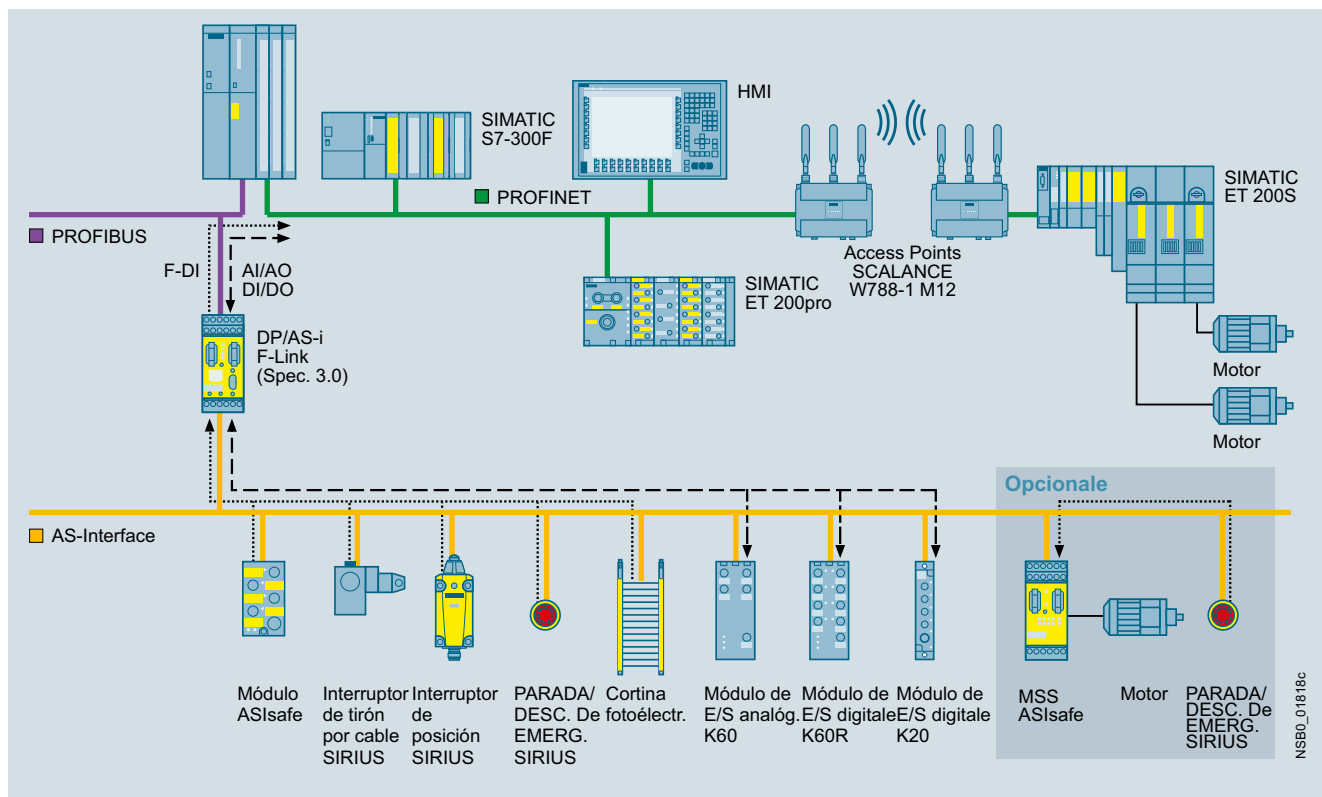 HMI
SIMATIC
S7-300F
SIMATIC
ET 200S
PROFINET
PROFIBUS
F-DI
AI/AO
DI/DO
Access Points
SCALANCE
W788-1 M12
SIMATIC
ET 200pro
DP/AS-i
F-Link
(Spec. 3.0)
Motor
Motor
Opcionale
AS-Interface
Módulo
ASIsafe
Interruptor
de tirón
por cable
SIRIUS
Interruptor
de
posición
SIRIUS
PARADA/
DESC. De
EMERG.
SIRIUS
Cortina
fotoeléctr.
Módulo de
E/S analóg.
K60
Módulo de
E/S digitale
K60R
Módulo de
E/S digitale
K20
MSS
ASIsafe
Motor
PARADA/
DESC. De
EMERG.
SIRIUS
NSB0_01818c